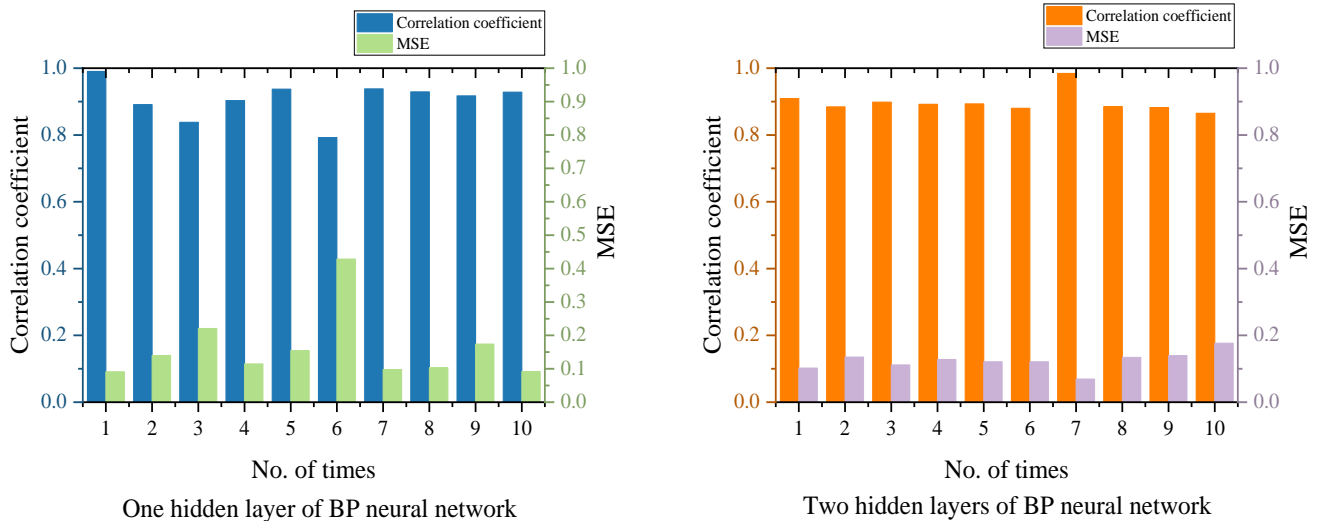 Correlation coefficient
MSE
1.0
0.8
0.6
0.4
0.2
0.0
Correlation coefficient
1.0
0.9
0.8
0.7
0.6
0.5
0.4
0.3
0.2
0.1
0.0
MSE
1 2 3 4 5 6 7 8 9 10
No. of times
One hidden layer of BP neural network
Correlation coefficient
MSE
1.0
0.8
0.6
0.4
0.2
0.0
Correlation coefficient
1.0
0.8
0.6
0.4
0.2
0.0
MSE
1 2 3 4 5 6 7 8 9 10
No. of times
Two hidden layers of BP neural network